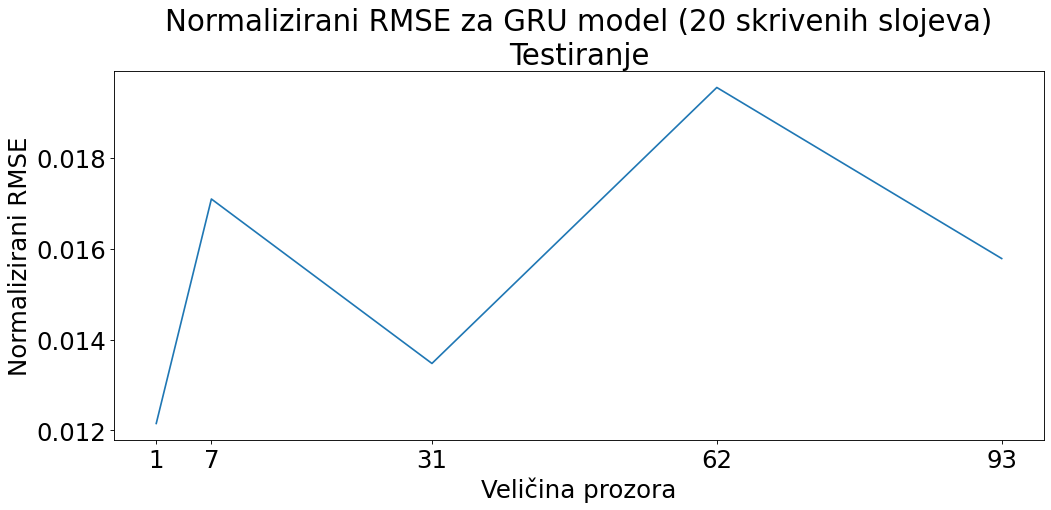 Normalizirani RMSE za GRU model (20 skrivenih slojeva)
Testiranje
Normalizirani RMSE
0.018
0.016
0.014
0.012
1 7 31 62 93
Veličina prozora